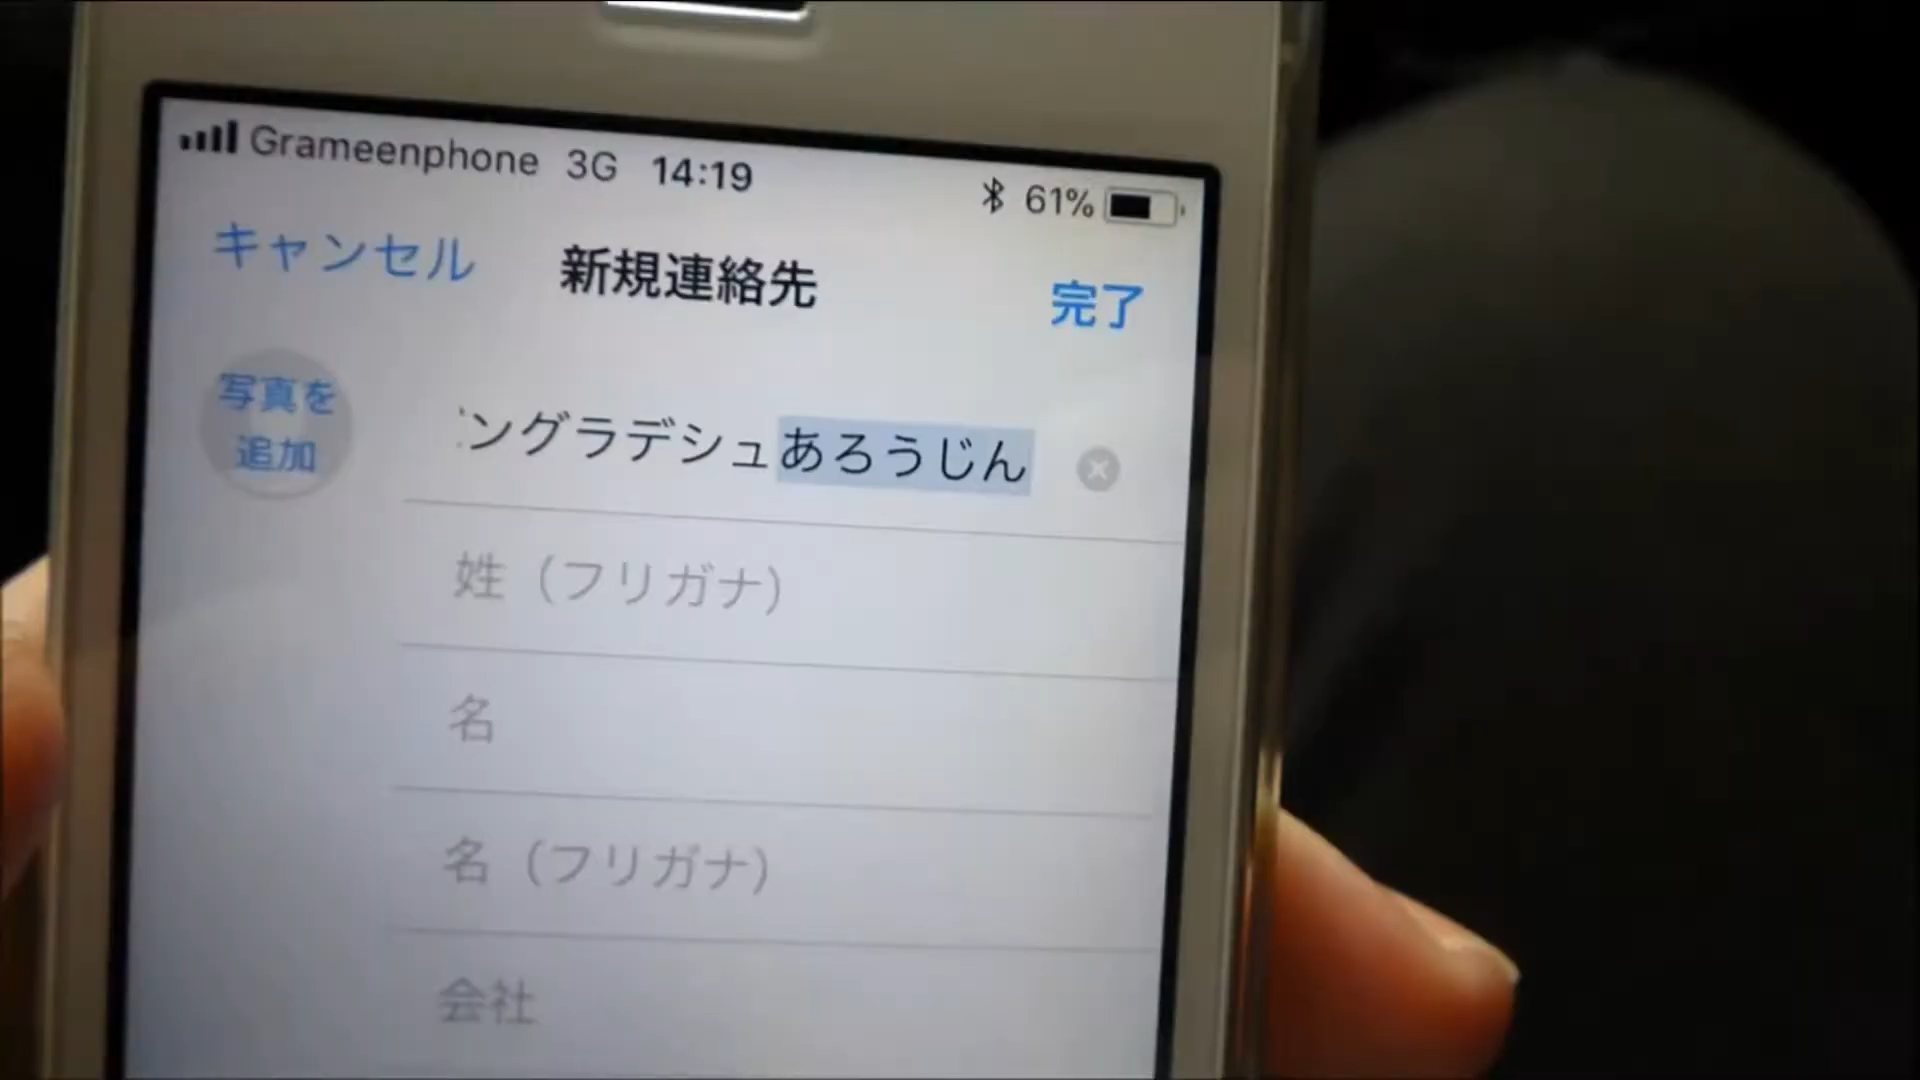 Grameenphone 3G 14:19 61%
キャンセル 新規連絡先 完了
写真を
追加
ングラデシュあろうじん
姓（フリガナ）
名
名（フリガナ）
会社